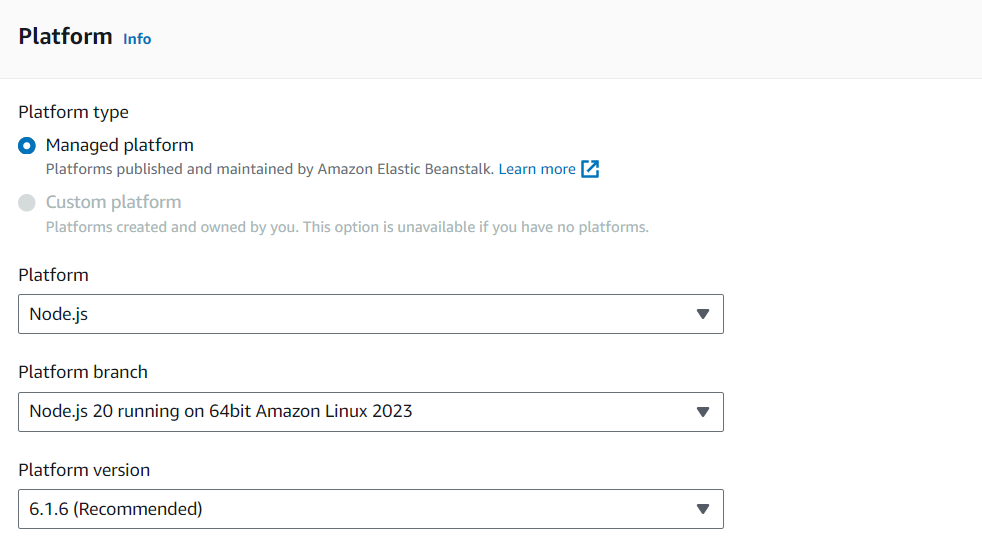 Platform Info
Platform type
Managed platform
Platforms published and maintained by Amazon Elastic Beanstalk. Learn more
Custom platform
Platforms created and owned by you. This option is unavailable if you have no platforms.
Platform
Node.js
Platform branch
Node.js 20 running on 64bit Amazon Linux 2023
Platform version
6.1.6 (Recommended)